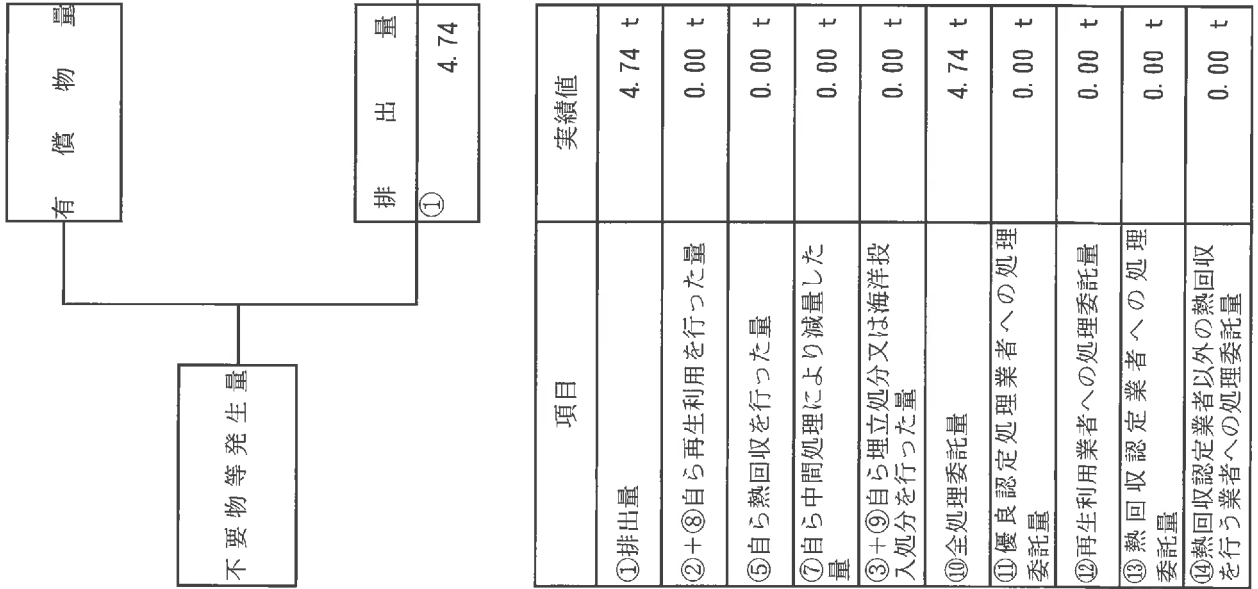 有償物量
不要物等発生量
排出量
① 4.74
項目 実績値
①排出量 4.74 t
②+⑧自ら再生利用を行った量 0.00 t
⑤自ら熱回収を行った量 0.00 t
⑦自ら中間処理により減量した
量 0.00 t
③+⑨自ら埋立処分又は海洋投
入処分を行った量 0.00 t
⑩全処理委託量 4.74 t
⑪優良認定処理業者への処理
委託量 0.00 t
⑫再生利用業者への処理委託量 0.00 t
⑬熱回収認定業者への処理
委託量 0.00 t
⑭熱回収認定業者以外の熱回収
を行う業者への処理委託量 0.00 t